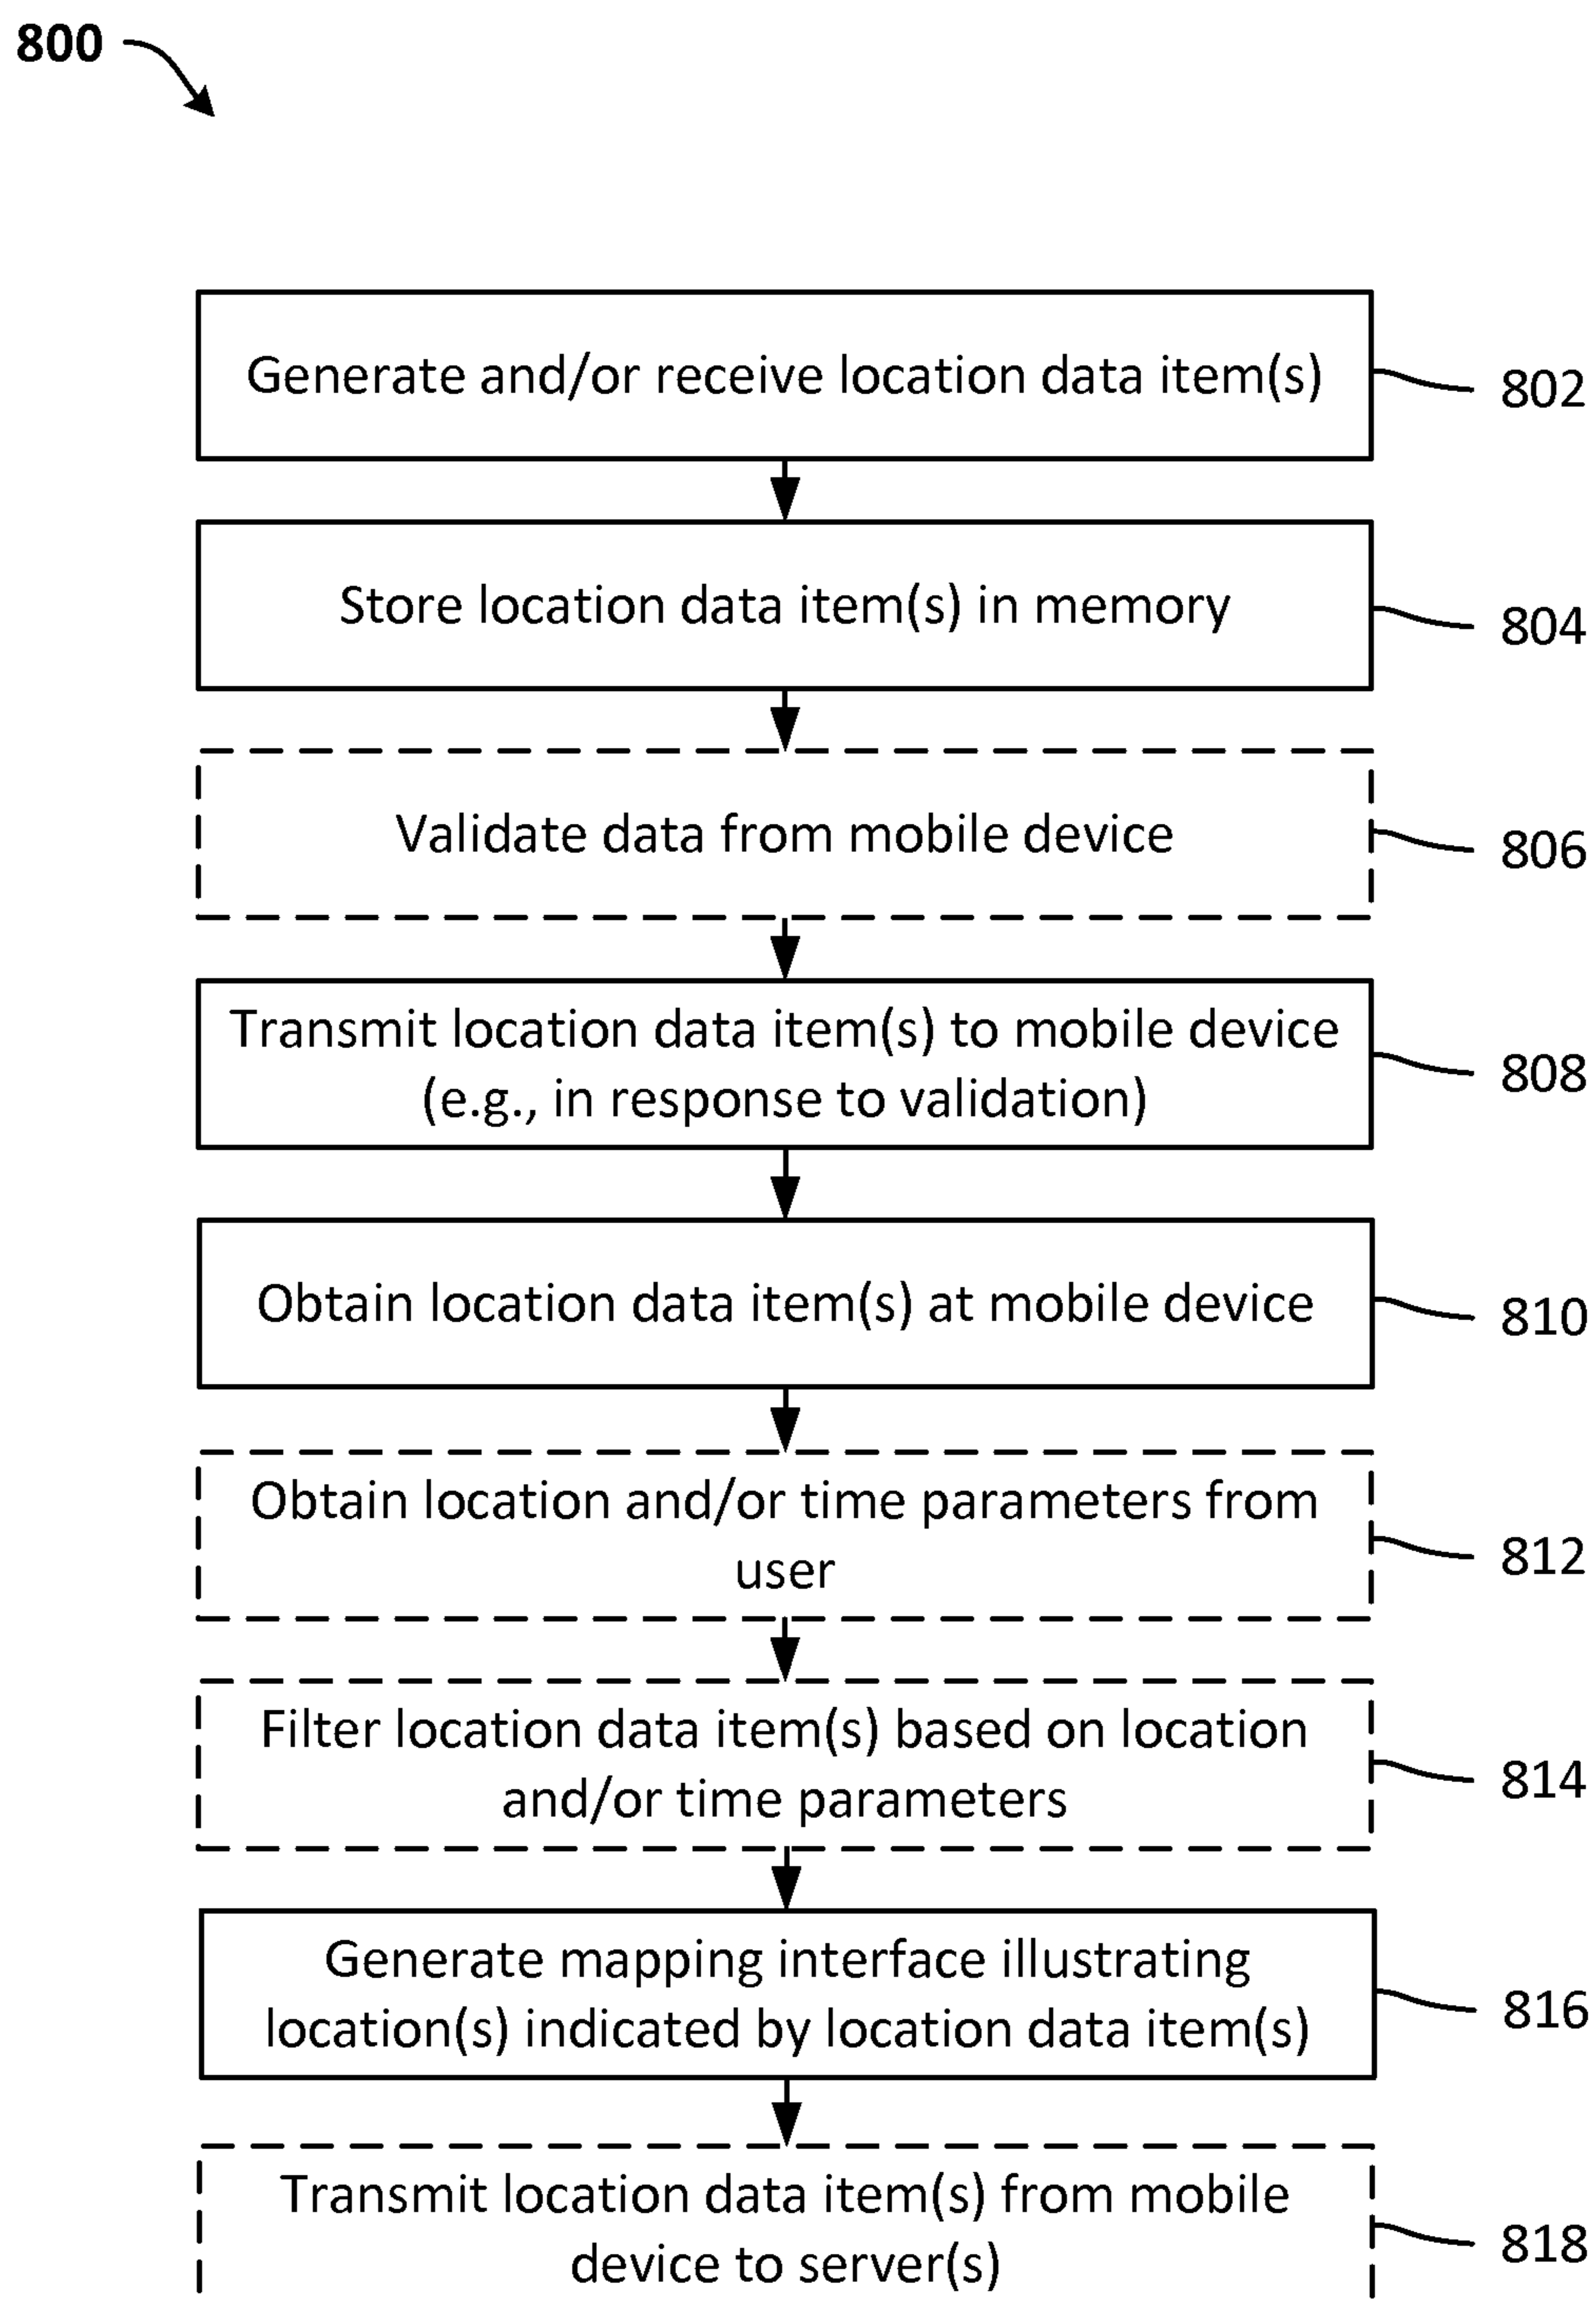 800
Generate and/or receive location data item(s)
802
Store location data item(s) in memory
804
Validate data from mobile device
806
Transmit location data item(s) to mobile device
(e.g., in response to validation)
808
Obtain location data item(s) at mobile device
810
Obtain location and/or time parameters from
user
812
Filter location data item(s) based on location
and/or time parameters
814
Generate mapping interface illustrating
location(s) indicated by location data item(s)
816
Transmit location data item(s) from mobile
device to server(s)
818